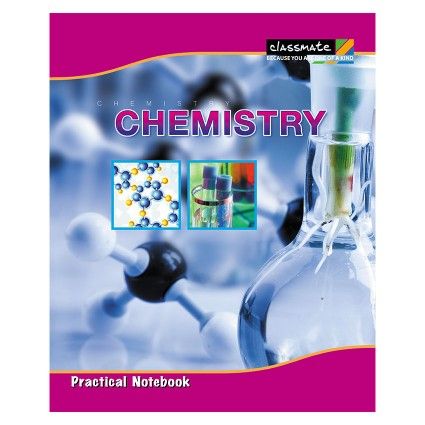 classmate
BECAUSE YOU ARE ONE OF A KIND
CHEMISTRY
CHEMISTRY
Practical Notebook